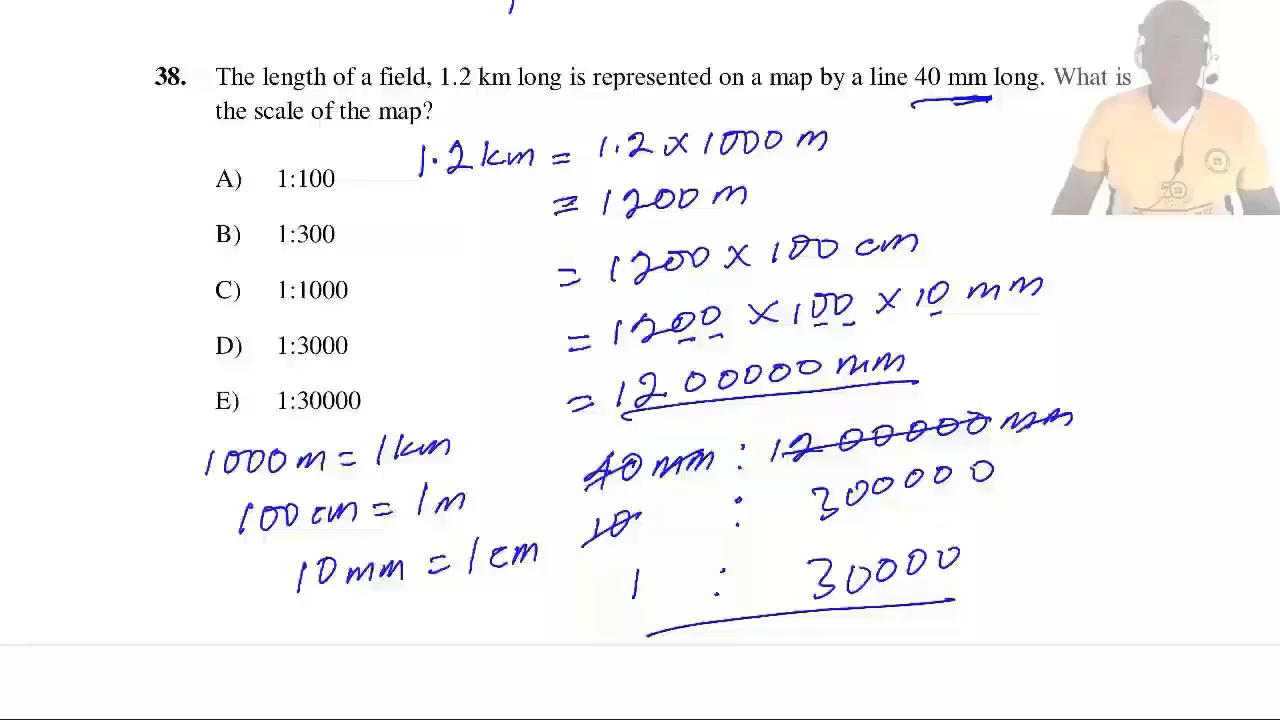 38. The length of a field, 1.2 km long is represented on a map by a line 40 mm long. What is
the scale of the map?
1.2 km = 1.2 × 1000 m
A) 1:100
= 1200 m
B) 1:300
= 1200 × 100 cm
C) 1:1000
= 1200 × 100 × 10 mm
D) 1:3000
= 1200000 mm
E) 1:30000
1000 m = 1 km
40 mm : 1200000 mm
100 cm = 1 m
10 : 300000
10 mm = 1 cm
1 : 30000
50